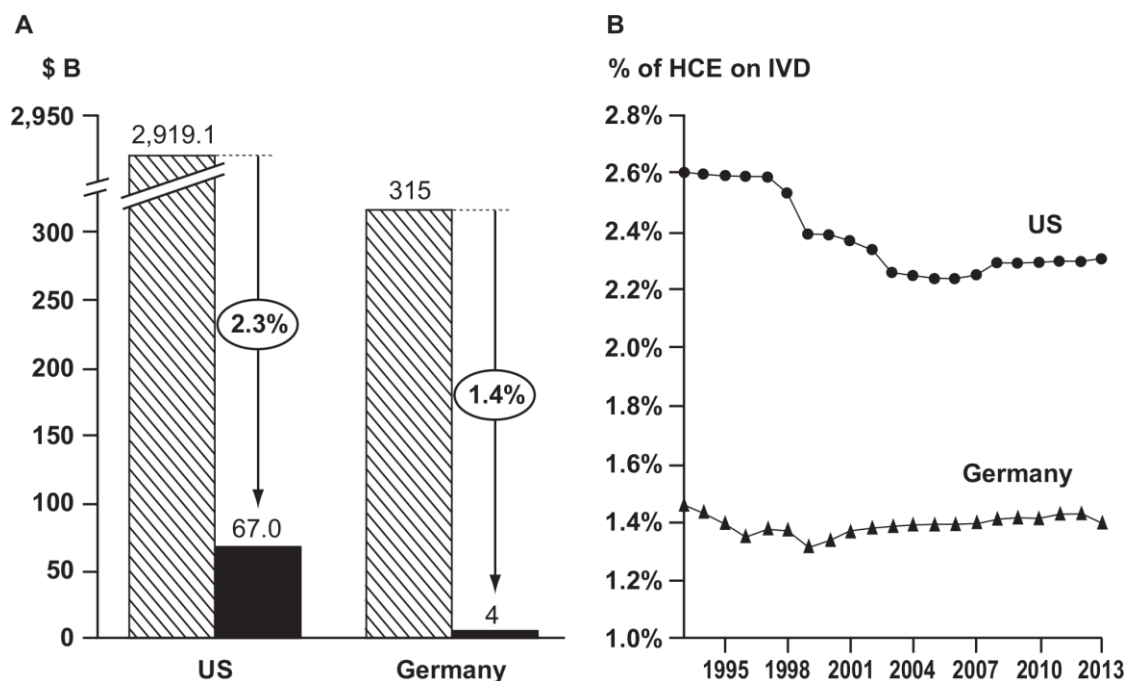 A
$ B
2,950
300
250
200
150
100
50
0
2,919.1
2.3%
67.0
315
1.4%
4
US
Germany
B
% of HCE on IVD
2.8%
2.6%
2.4%
2.2%
2.0%
1.8%
1.6%
1.4%
1.2%
1.0%
US
Germany
1995 1998 2001 2004 2007 2010 2013